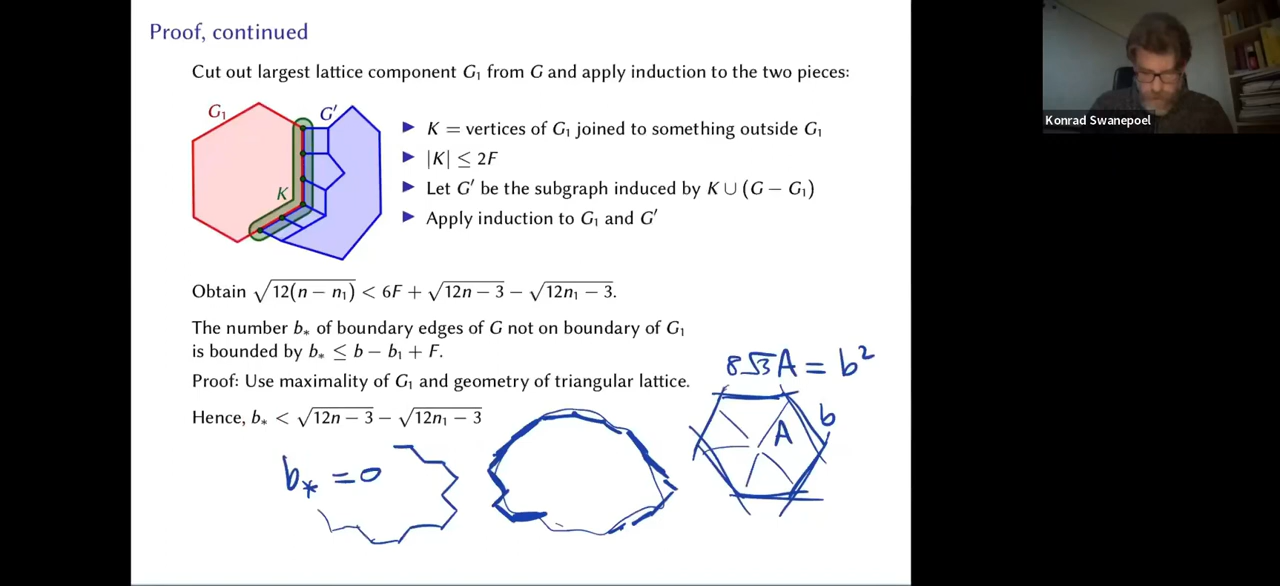 Proof, continued
Cut out largest lattice component G₁ from G and apply induction to the two pieces:
G₁
G′
K
▶ K = vertices of G₁ joined to something outside G₁
▶ |K| ≤ 2F
▶ Let G′ be the subgraph induced by K ∪ (G − G₁)
▶ Apply induction to G₁ and G′
Obtain √12(n − n₁) < 6F + √12n − 3 − √12n₁ − 3.
The number b∗ of boundary edges of G not on boundary of G₁
is bounded by b∗ ≤ b − b₁ + F.
Proof: Use maximality of G₁ and geometry of triangular lattice.
Hence, b∗ < √12n − 3 − √12n₁ − 3
b∗ = 0
8√3A = b²
b
A
Konrad Swanepoel